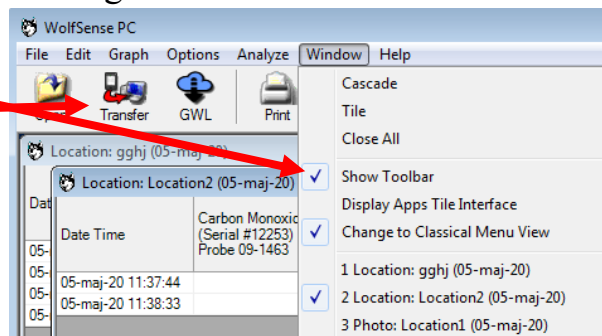 WolfSense PC
File Edit Graph Options Analyze Window Help
Transfer GWL Print
Cascade
Tile
Close All
Show Toolbar
Display Apps Tile Interface
Change to Classical Menu View
1 Location: gghj (05-maj-20)
2 Location: Location2 (05-maj-20)
3 Photo: Location1 (05-maj-20)
Location: gghj (05-maj-20)
Location: Location2 (05-maj-20)
Date Time
(Serial #12253)
Carbon
Probe 09-1463
05-maj-20 11:37:44
05-maj-20 11:38:33